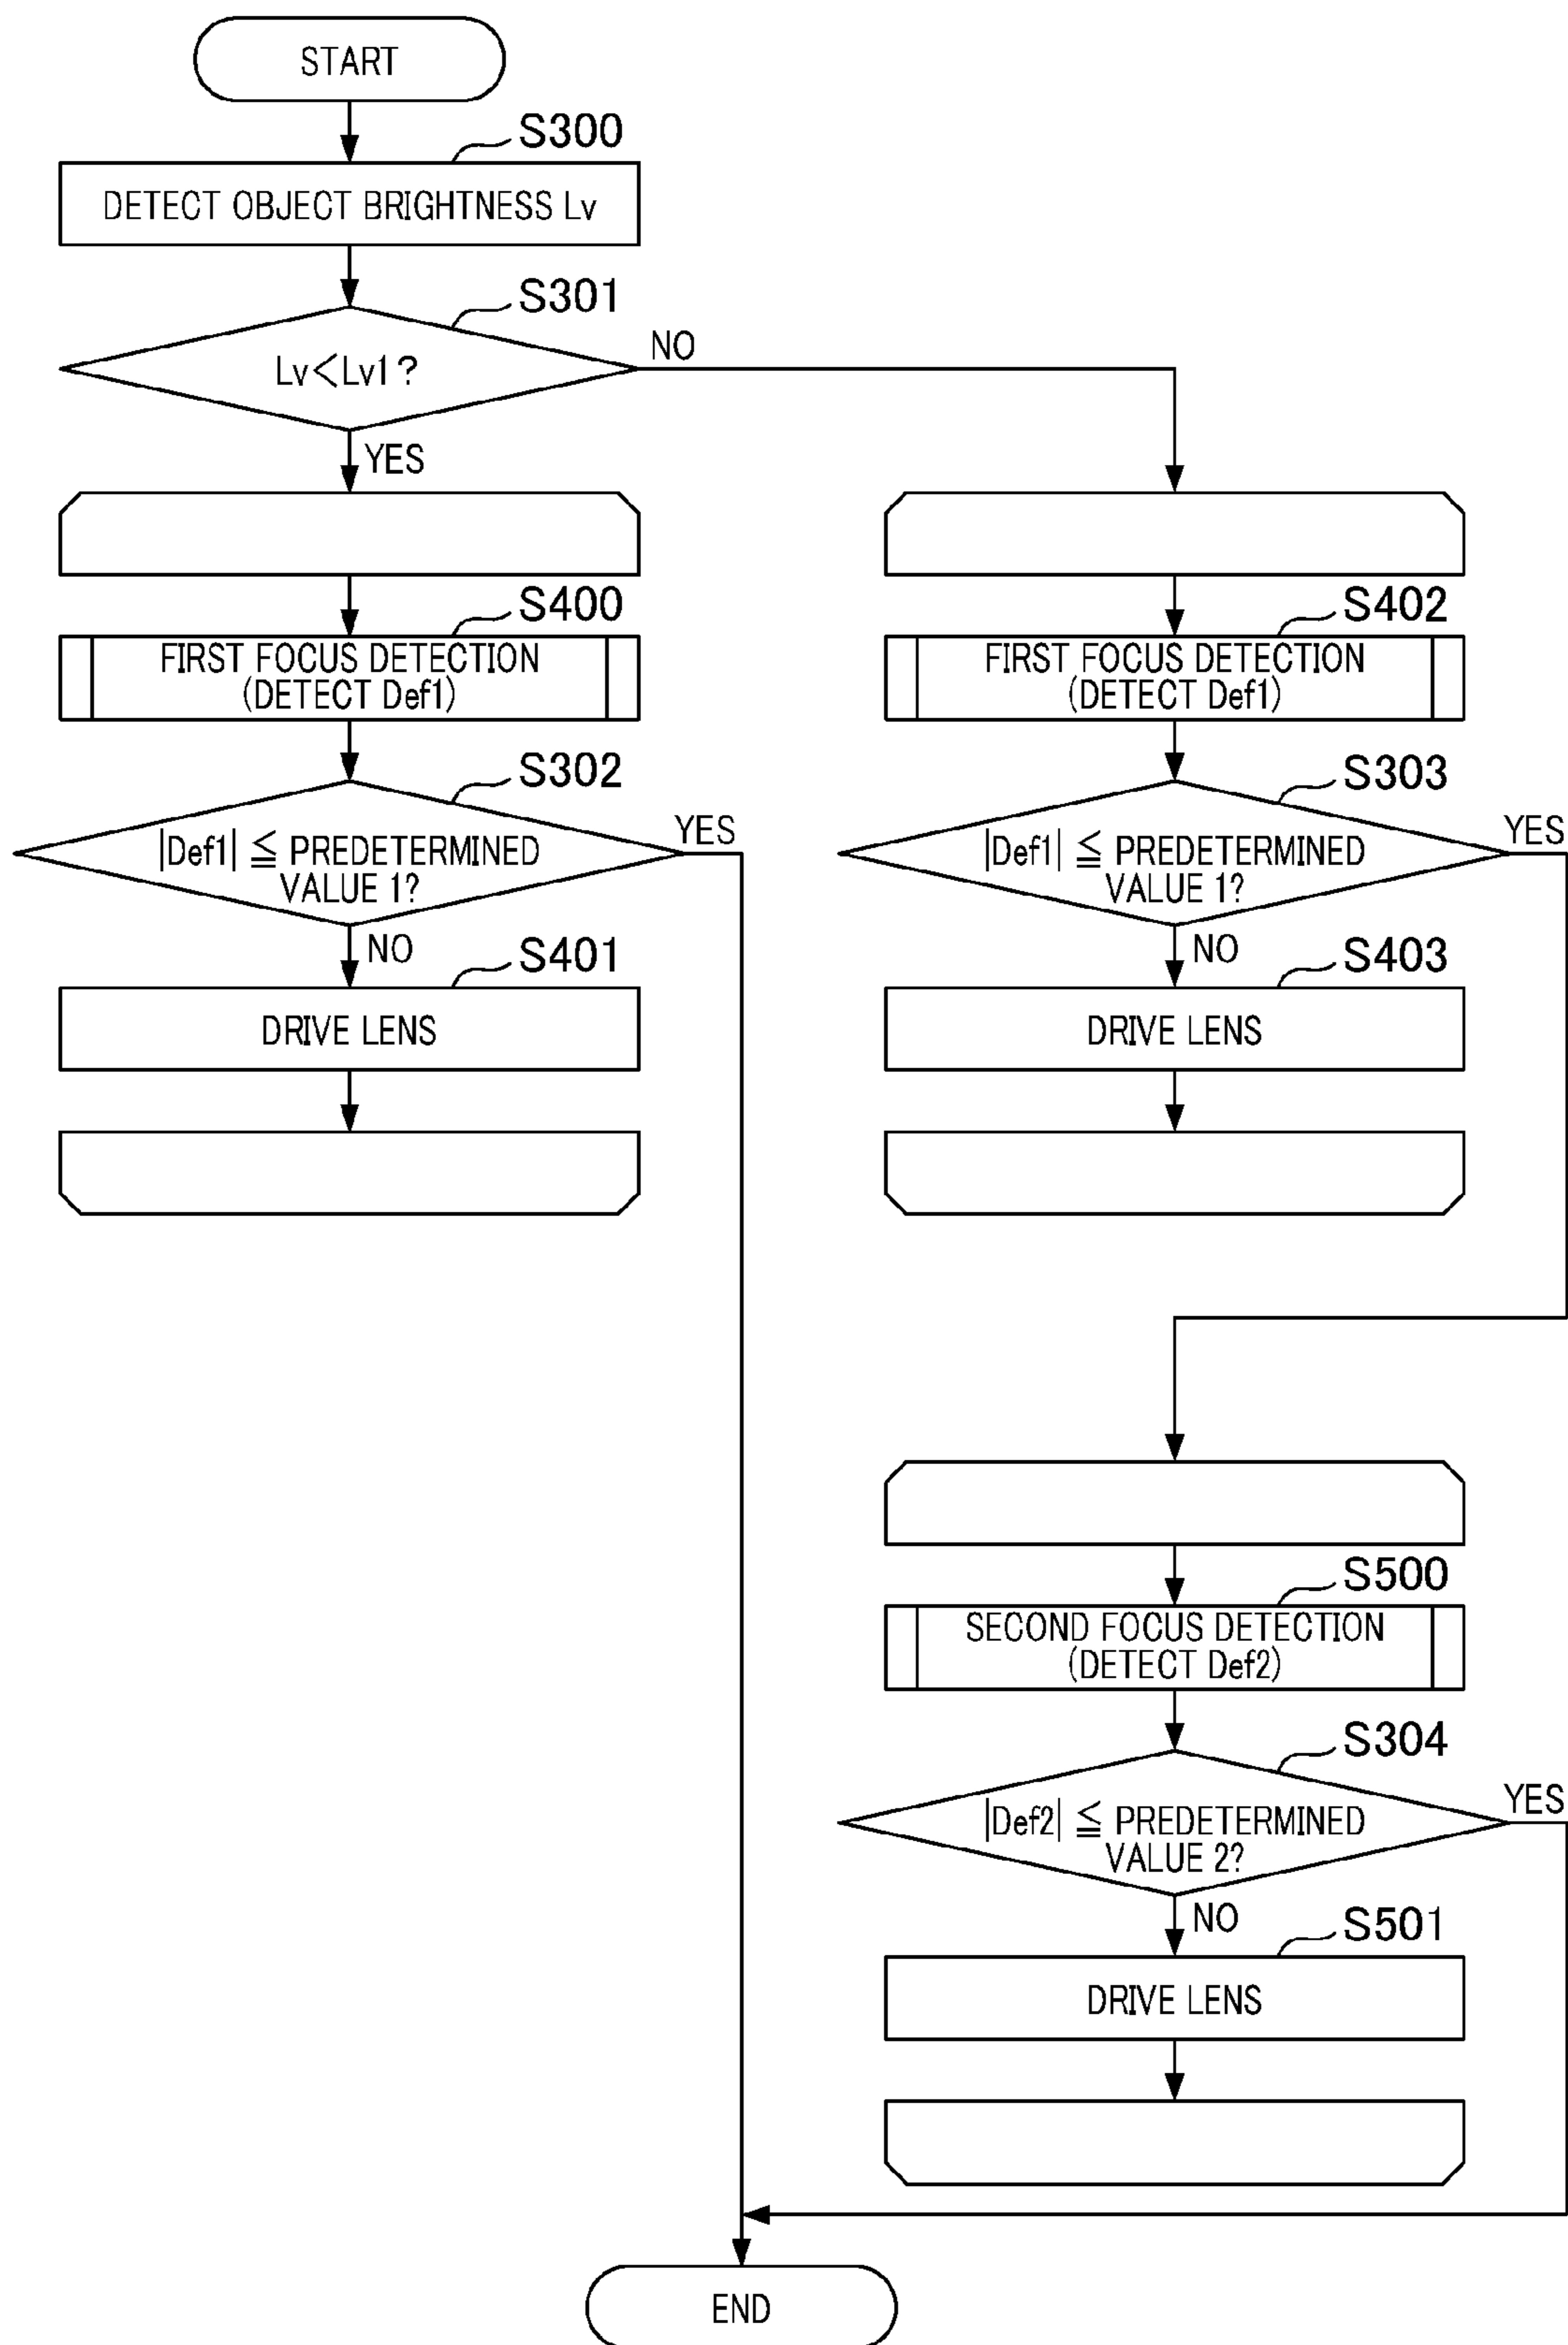 START
S300
DETECT OBJECT BRIGHTNESS Lv
S301
Lv<Lv1?
NO
YES
S400
FIRST FOCUS DETECTION
(DETECT Def1)
S302
|Def1| ≦ PREDETERMINED
VALUE 1?
YES
NO
S401
DRIVE LENS
S402
FIRST FOCUS DETECTION
(DETECT Def1)
S303
|Def1| ≦ PREDETERMINED
VALUE 1?
YES
NO
S403
DRIVE LENS
S500
SECOND FOCUS DETECTION
(DETECT Def2)
S304
|Def2| ≦ PREDETERMINED
VALUE 2?
YES
NO
S501
DRIVE LENS
END